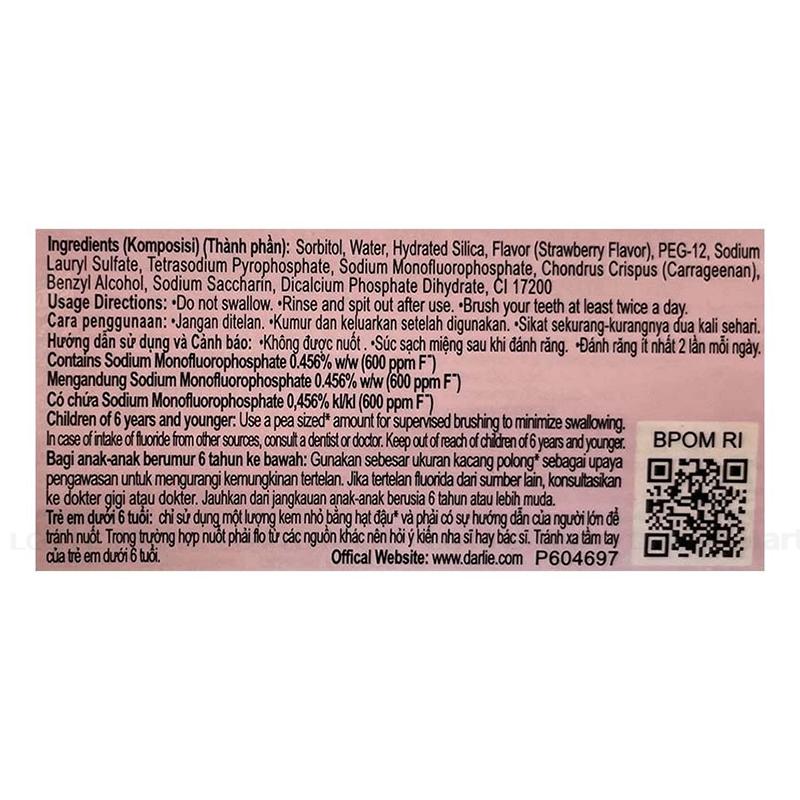 Ingredients (Komposisi) (Thành phần): Sorbitol, Water, Hydrated Silica, Flavor (Strawberry Flavor), PEG-12, Sodium
Lauryl Sulfate, Tetrasodium Pyrophosphate, Sodium Monofluorophosphate, Chondrus Crispus (Carrageenan),
Benzyl Alcohol, Sodium Saccharin, Dicalcium Phosphate Dihydrate, CI 17200
Usage Directions: •Do not swallow. •Rinse and spit out after use. •Brush your teeth at least twice a day.
Cara penggunaan: •Jangan ditelan. •Kumur dan keluarkan setelah digunakan. •Sikat sekurang-kurangnya dua kali sehari.
Hướng dẫn sử dụng và Cảnh báo: •Không được nuốt . •Súc sạch miệng sau khi đánh răng. •Đánh răng ít nhất 2 lần mỗi ngày.
Contains Sodium Monofluorophosphate 0.456% w/w (600 ppm F⁻)
Mengandung Sodium Monofluorophosphate 0.456% w/w (600 ppm F⁻)
Có chứa Sodium Monofluorophosphate 0,456% kl/kl (600 ppm F⁻)
Children of 6 years and younger: Use a pea sized* amount for supervised brushing to minimize swallowing.
In case of intake of fluoride from other sources, consult a dentist or doctor. Keep out of reach of children of 6 years and younger.
Bagi anak-anak berumur 6 tahun ke bawah: Gunakan sebesar ukuran kacang polong* sebagai upaya
pengawasan untuk mengurangi kemungkinan tertelan. Jika tertelan fluorida dari sumber lain, konsultasikan
ke dokter gigi atau dokter. Jauhkan dari jangkauan anak-anak berusia 6 tahun atau lebih muda.
Trẻ em dưới 6 tuổi: chỉ sử dụng một lượng kem nhỏ bằng hạt đậu* và phải có sự hướng dẫn của người lớn để
tránh nuốt. Trong trường hợp nuốt phải flo từ các nguồn khác nên hỏi ý kiến nha sĩ hay bác sĩ. Tránh xa tầm tay
của trẻ em dưới 6 tuổi.
Offical Website: www.darlie.com P604697
BPOM RI